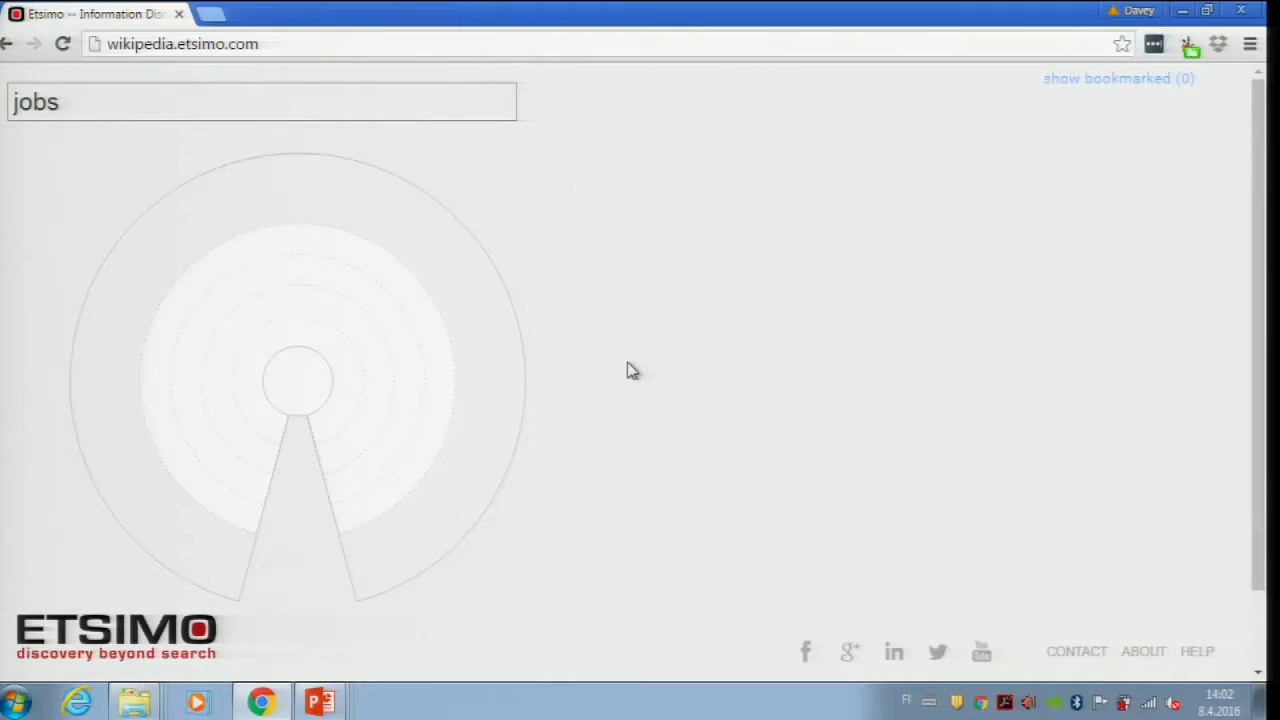 Etsimo -- Information Dis
Davey
wikipedia.etsimo.com
show bookmarked (0)
jobs
ETSIMO
discovery beyond search
CONTACT ABOUT HELP
FI
14:02
8.4.2016